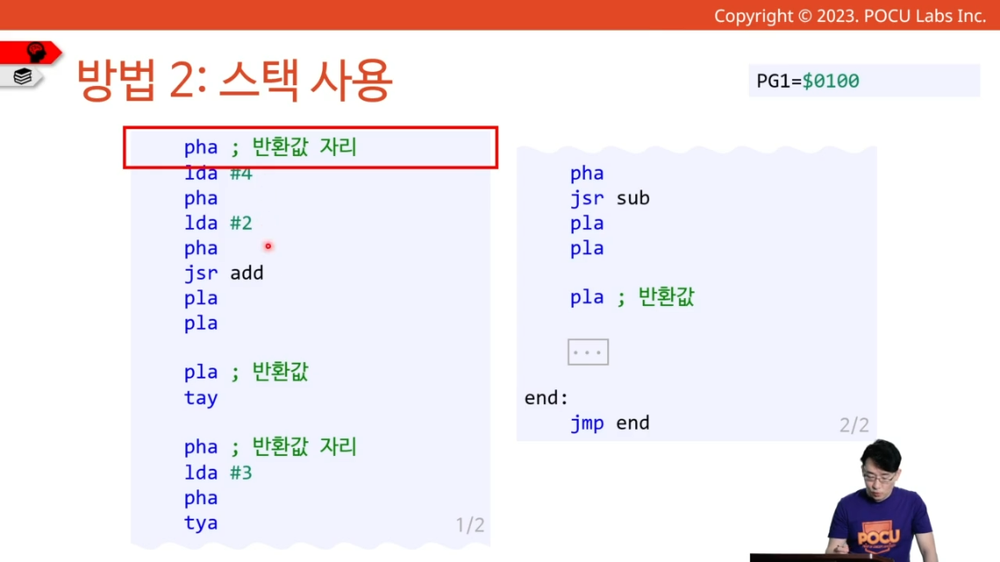 Copyright © 2023. POCU Labs Inc.
방법 2: 스택 사용
PG1=$0100
pha ; 반환값 자리
lda #4
pha
lda #2
pha
jsr add
pla
pla
pla ; 반환값
tay
pha ; 반환값 자리
lda #3
pha
tya
1/2
pha
jsr sub
pla
pla
pla ; 반환값
...
end:
jmp end
2/2
POCU